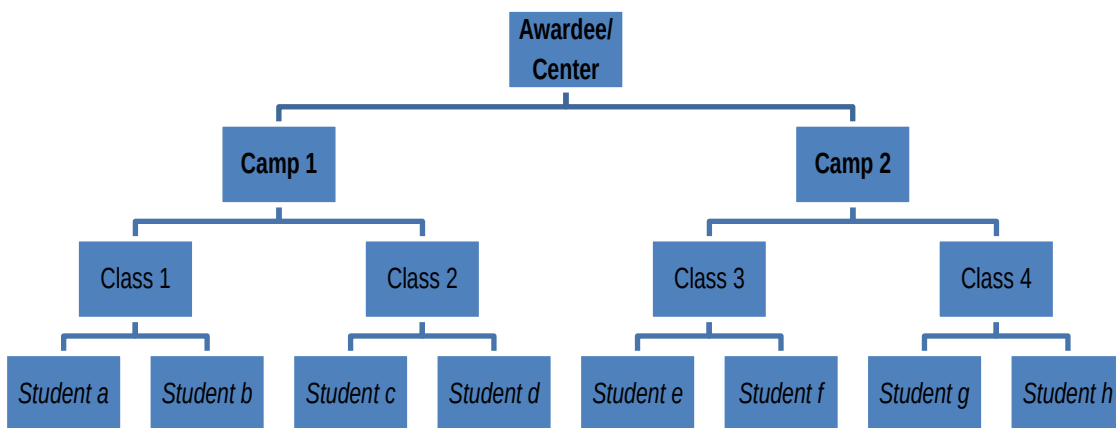 Awardee/
Center
Camp 1
Camp 2
Class 1
Class 2
Class 3
Class 4
Student a
Student b
Student c
Student d
Student e
Student f
Student g
Student h